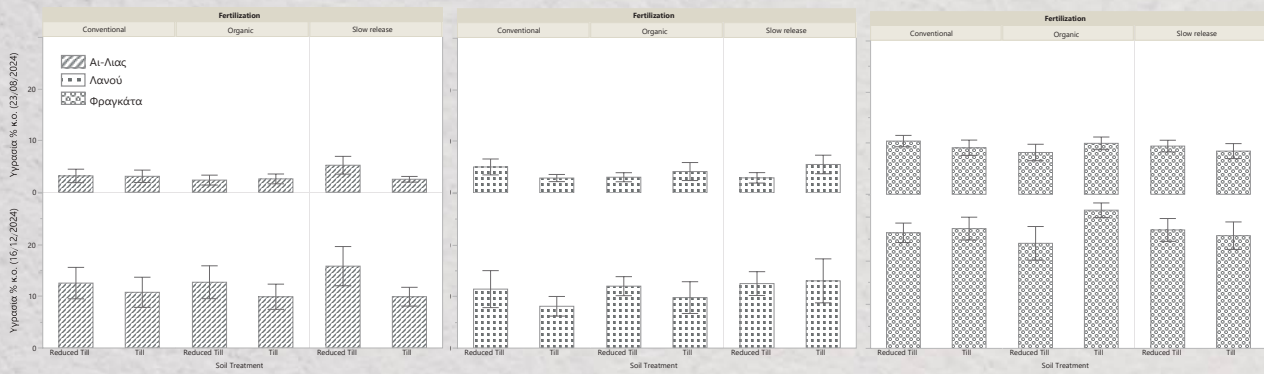 Fertilization
Conventional Organic Slow release
Υγρασία % κ.ο. (23/08/2024)
20
10
0
Αι-Λιας
Λανού
Φραγκάτα
Υγρασία % κ.ο. (16/12/2024)
20
10
0
Reduced Till Till Reduced Till Till Reduced Till Till
Soil Treatment
Fertilization
Conventional Organic Slow release
Reduced Till Till Reduced Till Till Reduced Till Till
Soil Treatment
Fertilization
Conventional Organic Slow release
Reduced Till Till Reduced Till Till Reduced Till Till
Soil Treatment